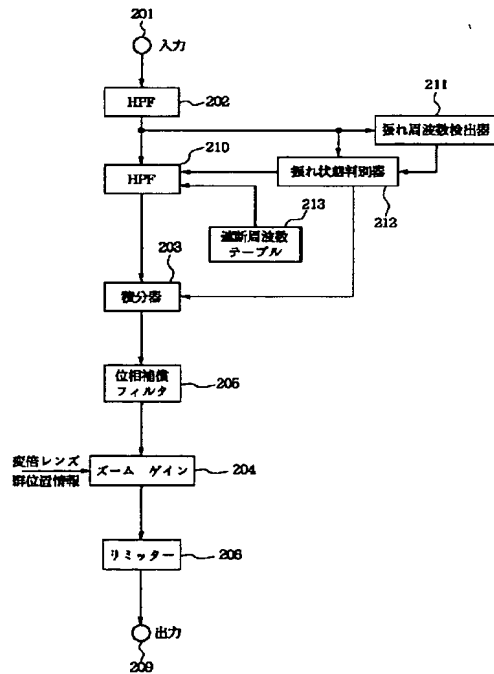 201
入力
HPF
202
211
振れ周波数検出器
210
HPF
振れ状態判別器
212
213
遮断周波数
テーブル
203
積分器
位相補償
フィルタ
205
変倍レンズ
群位置情報
ズーム ゲイン
204
リミッター
206
出力
209